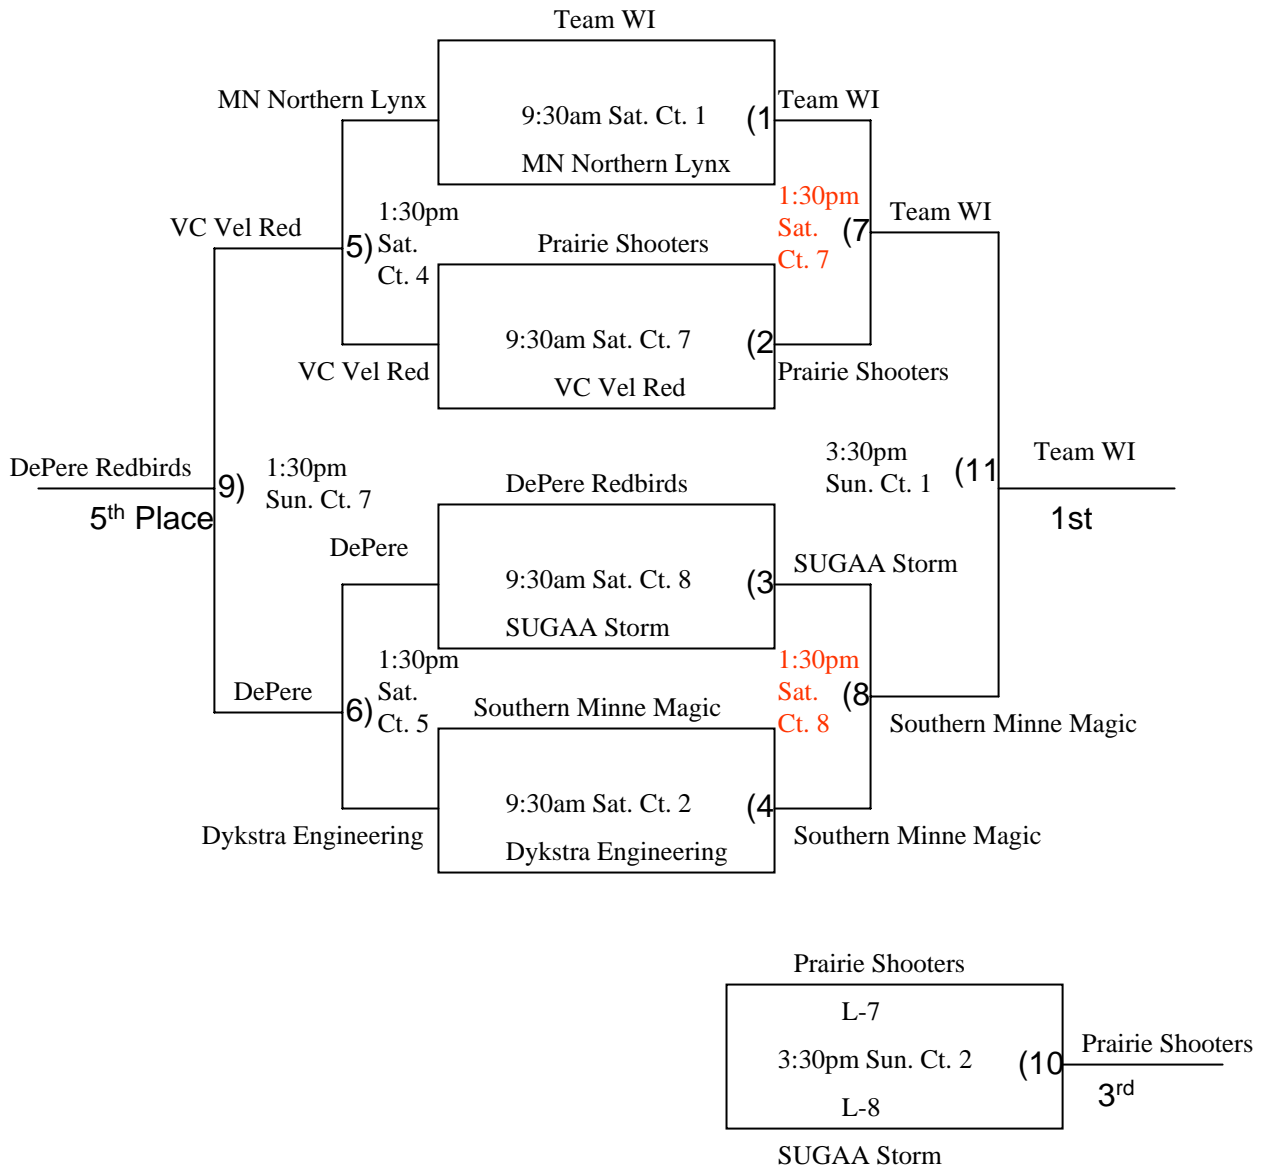 Team WI
MN Northern Lynx
9:30am Sat. Ct. 1
(1
Team WI
MN Northern Lynx
VC Vel Red
1:30pm
Sat.
Ct. 4
5)
Prairie Shooters
1:30pm
Sat.
Ct. 7
(7
Team WI
9:30am Sat. Ct. 7
(2
VC Vel Red
VC Vel Red
Prairie Shooters
DePere Redbirds
9)
1:30pm
Sun. Ct. 7
5th Place
DePere Redbirds
3:30pm
Sun. Ct. 1
(11
Team WI
1st
DePere
9:30am Sat. Ct. 8
(3
SUGAA Storm
SUGAA Storm
DePere
1:30pm
Sat.
Ct. 5
6)
Southern Minne Magic
1:30pm
Sat.
Ct. 8
(8
Southern Minne Magic
9:30am Sat. Ct. 2
(4
Dykstra Engineering
Dykstra Engineering
Southern Minne Magic
Prairie Shooters
L-7
3:30pm Sun. Ct. 2
(10
Prairie Shooters
3rd
L-8
SUGAA Storm